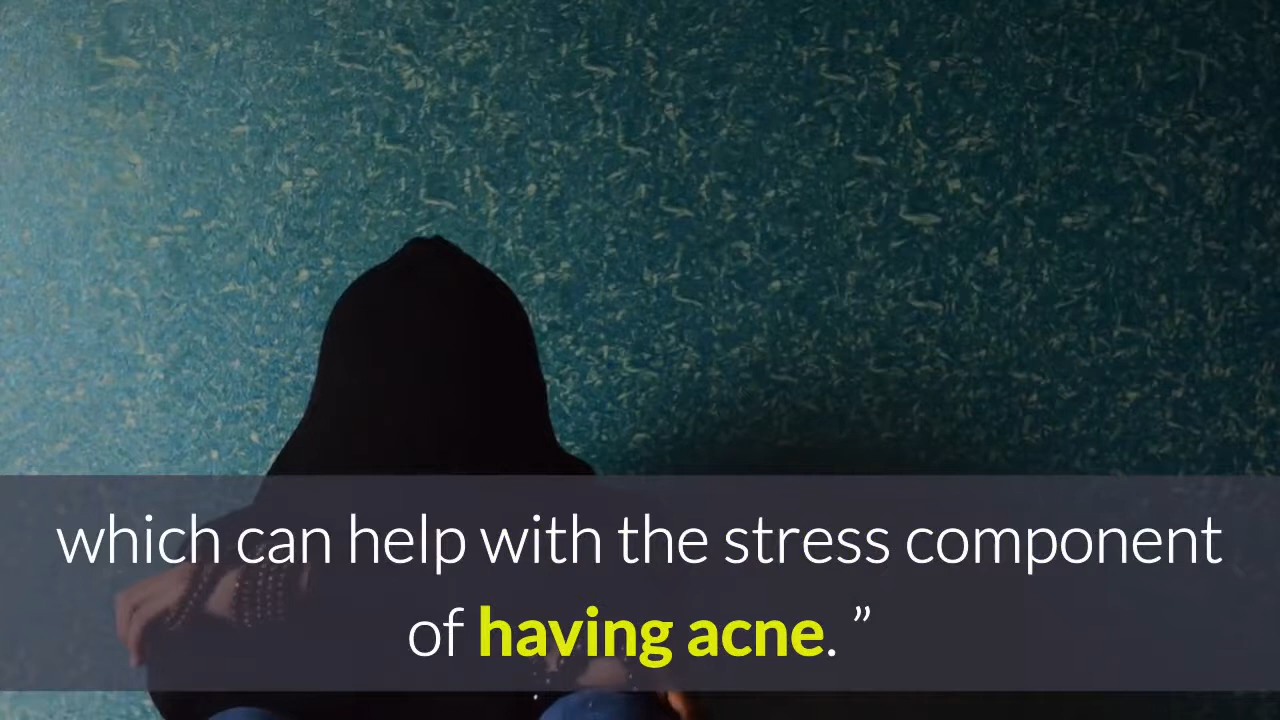 which can help with the stress component
of having acne. ”